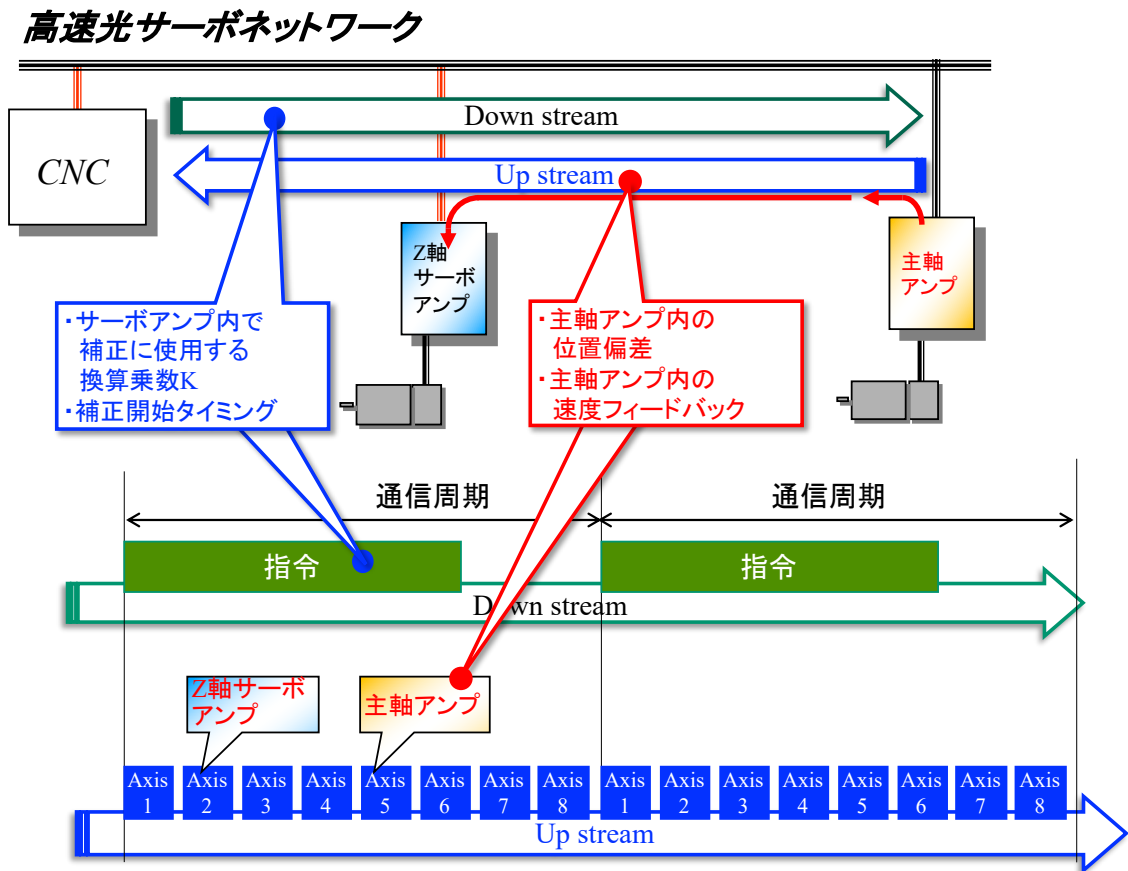 高速光サーボネットワーク
Down stream
CNC
Up stream
Z軸
サーボ
アンプ
主軸
アンプ
・サーボアンプ内で
補正に使用する
換算乗数K
・補正開始タイミング
・主軸アンプ内の
位置偏差
・主軸アンプ内の
速度フィードバック
通信周期
通信周期
指令
指令
Down stream
Z軸サーボ
アンプ
主軸アンプ
Axis
1
Axis
2
Axis
3
Axis
4
Axis
5
Axis
6
Axis
7
Axis
8
Axis
1
Axis
2
Axis
3
Axis
4
Axis
5
Axis
6
Axis
7
Axis
8
Up stream